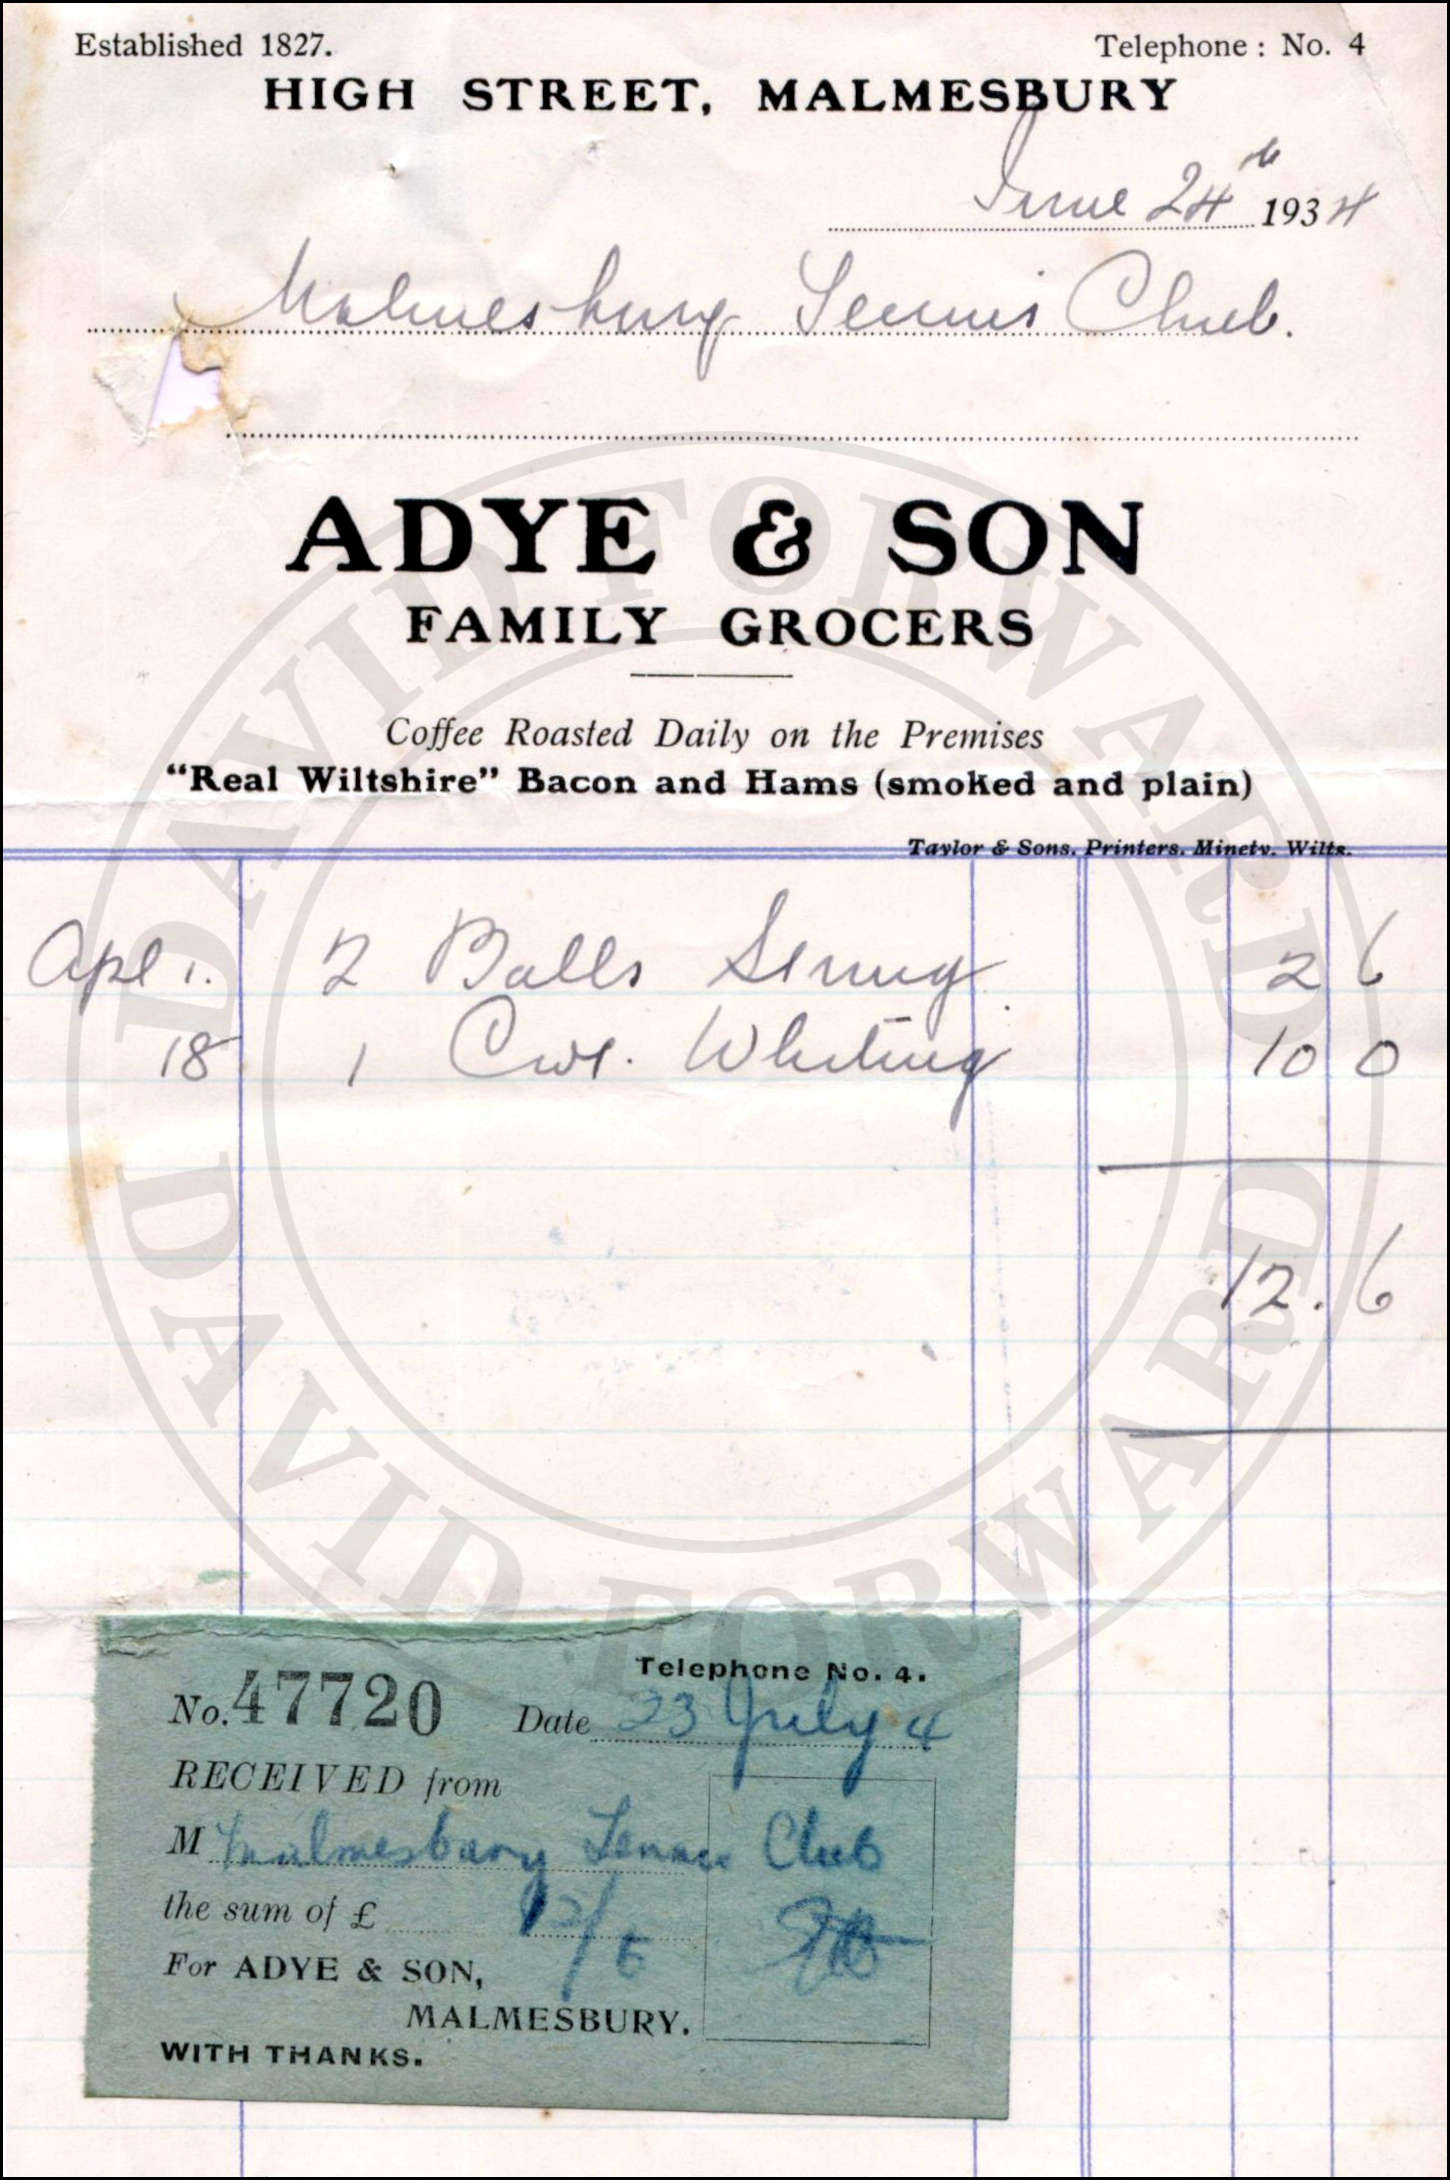 Established 1827. Telephone: No. 4
HIGH STREET, MALMESBURY
June 24th 1934
Malmesbury Tennis Club.
ADYE & SON
FAMILY GROCERS
Coffee Roasted Daily on the Premises
"Real Wiltshire" Bacon and Hams (smoked and plain)
Taylor & Sons, Printers, Minety, Wilts.
Apl 1. 2 Balls String 2 6
18 1 Cwt. Whiting 10 0
12. 6
No. 47720 Telephone No. 4.
Date 23 July 4
RECEIVED from
M Malmesbury Tennis Club
the sum of £ 12/6
For ADYE & SON,
MALMESBURY.
WITH THANKS.
DAVID FORWARD
DAVID FORWARD